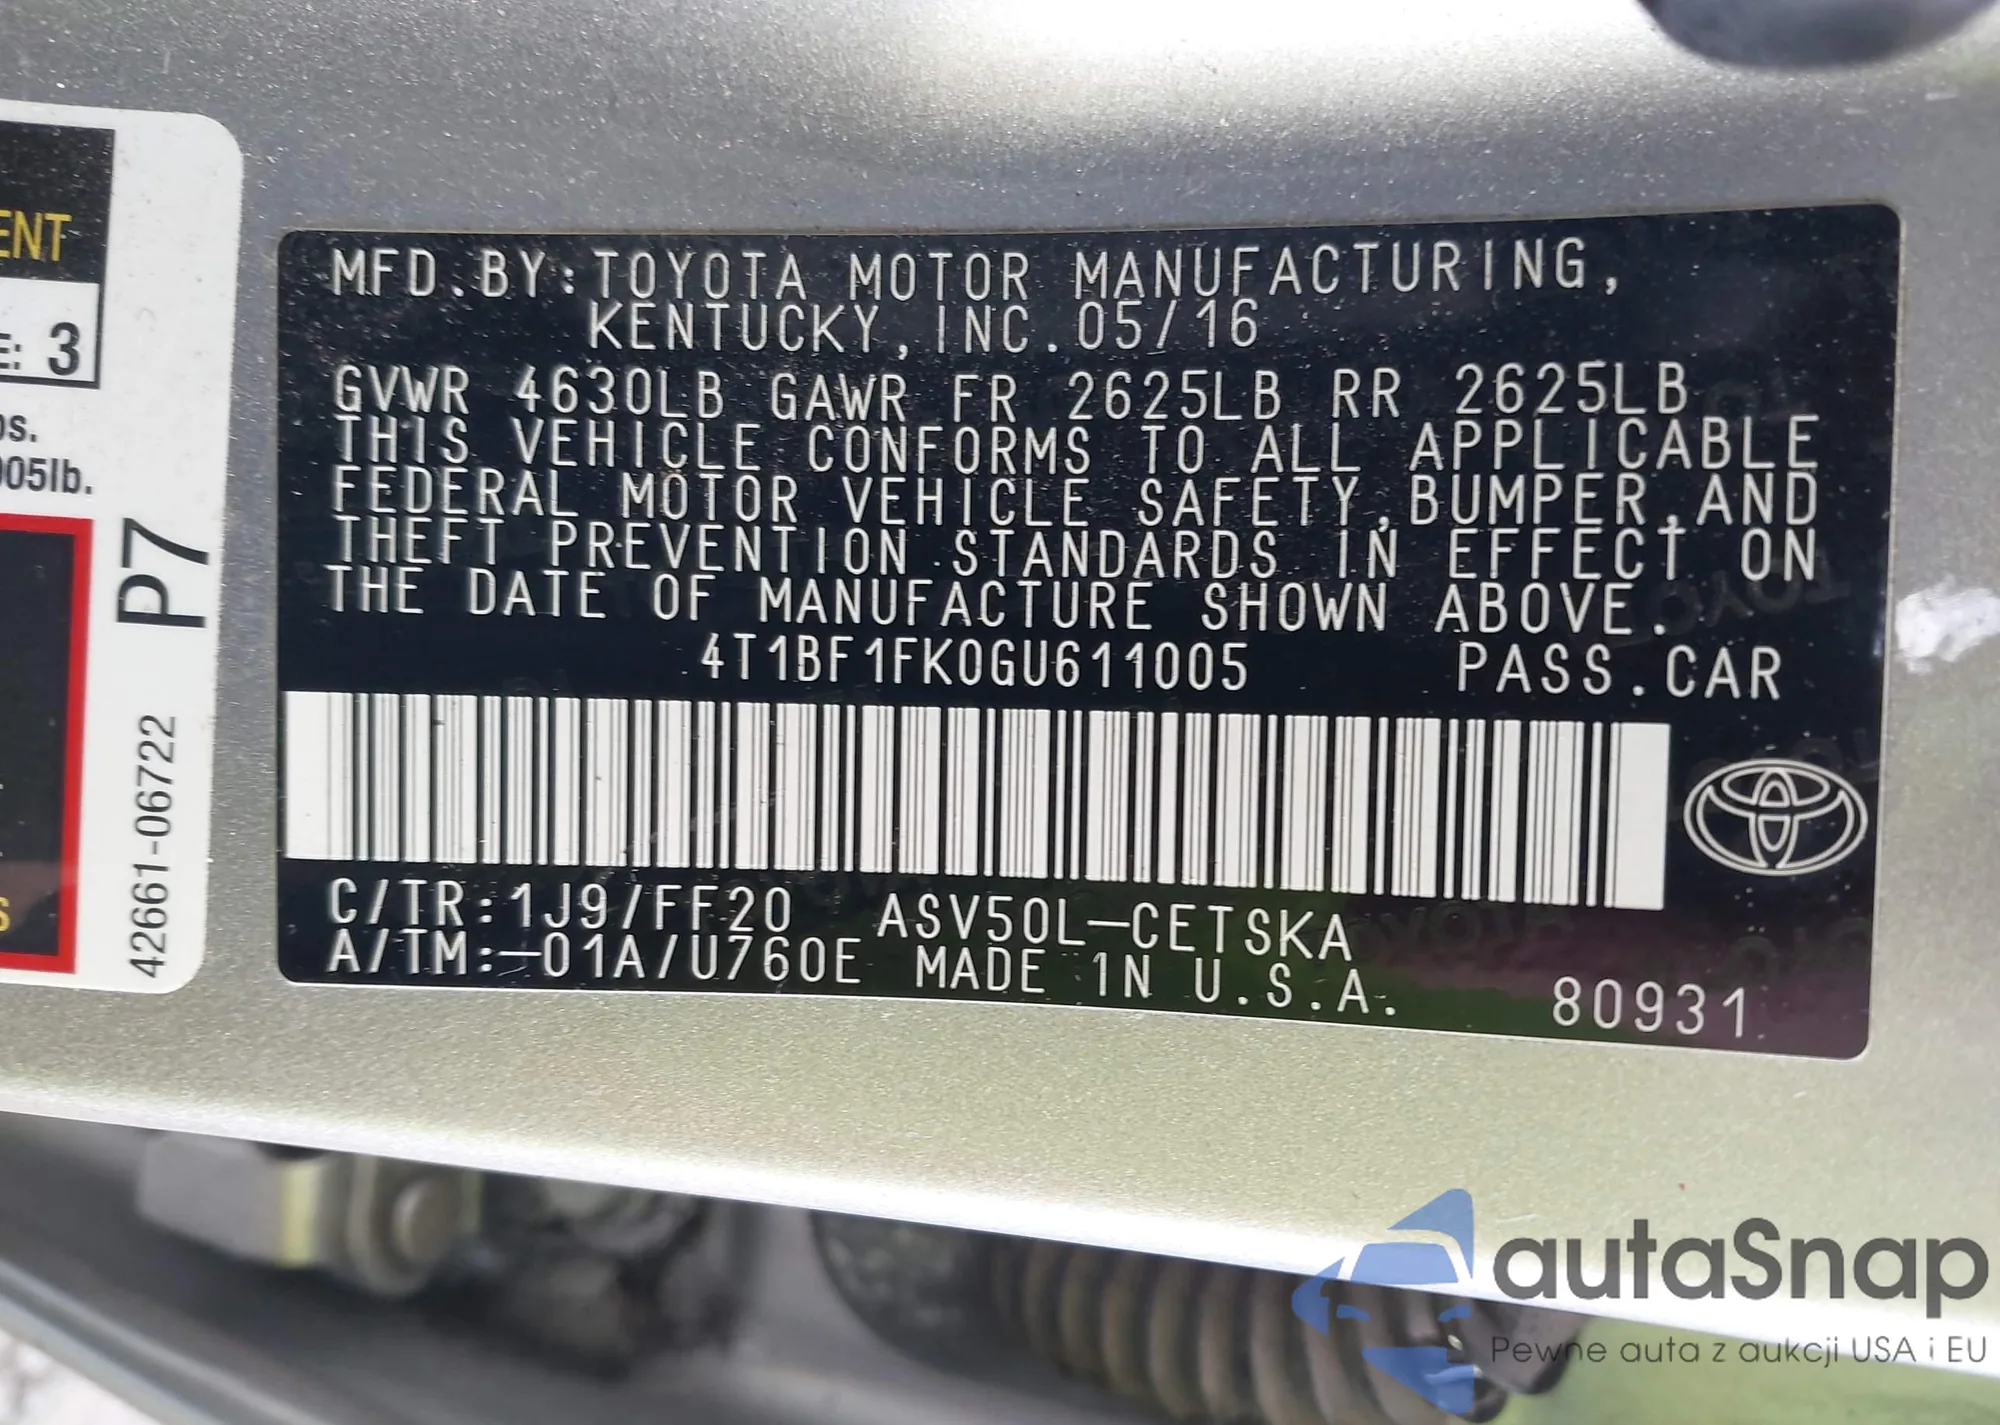 ENT
E: 3
os.
005lb.
S
P7
42661-06722
MFD.BY:TOYOTA MOTOR MANUFACTURING,
KENTUCKY,INC.05/16
GVWR 4630LB GAWR FR 2625LB RR 2625LB
THIS VEHICLE CONFORMS TO ALL APPLICABLE
FEDERAL MOTOR VEHICLE SAFETY,BUMPER,AND
THEFT PREVENTION STANDARDS IN EFFECT ON
THE DATE OF MANUFACTURE SHOWN ABOVE.
4T1BF1FK0GU611005 PASS.CAR
C/TR:1J9/FF20 ASV50L-CETSKA
A/TM:-01A/U760E MADE IN U.S.A. 80931
autaSnap
Pewne auta z aukcji USA i EU